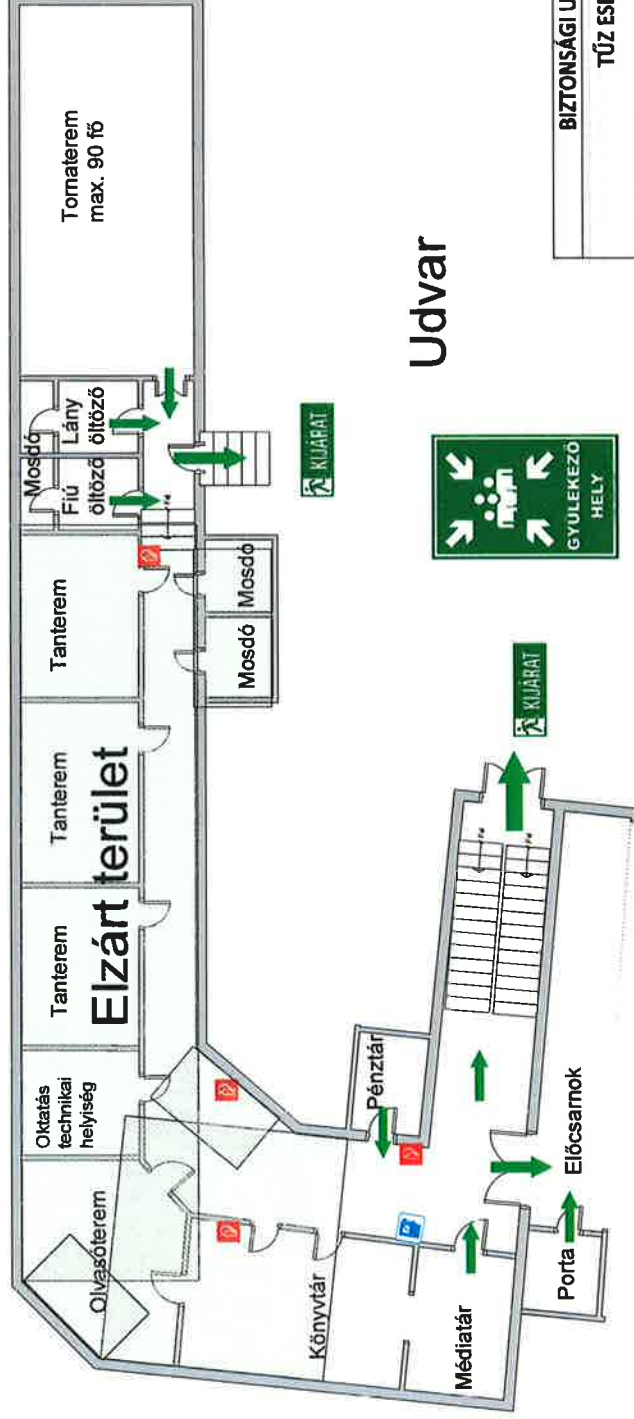 Tornaterem
max. 90 fő
Mosdó
Lány
öltöző
Fiú
öltöző
Tanterem
Tanterem
Tanterem
Elzárt terület
Oktatás
technikai
helyiség
Olvasóterem
Mosdó
Mosdó
KIJÁRAT
Udvar
GYÜLEKEZŐ
HELY
KIJÁRAT
Pénztár
Könyvtár
Médiatár
Előcsarnok
Porta
BIZTONSÁGI U
TŰZ ESE